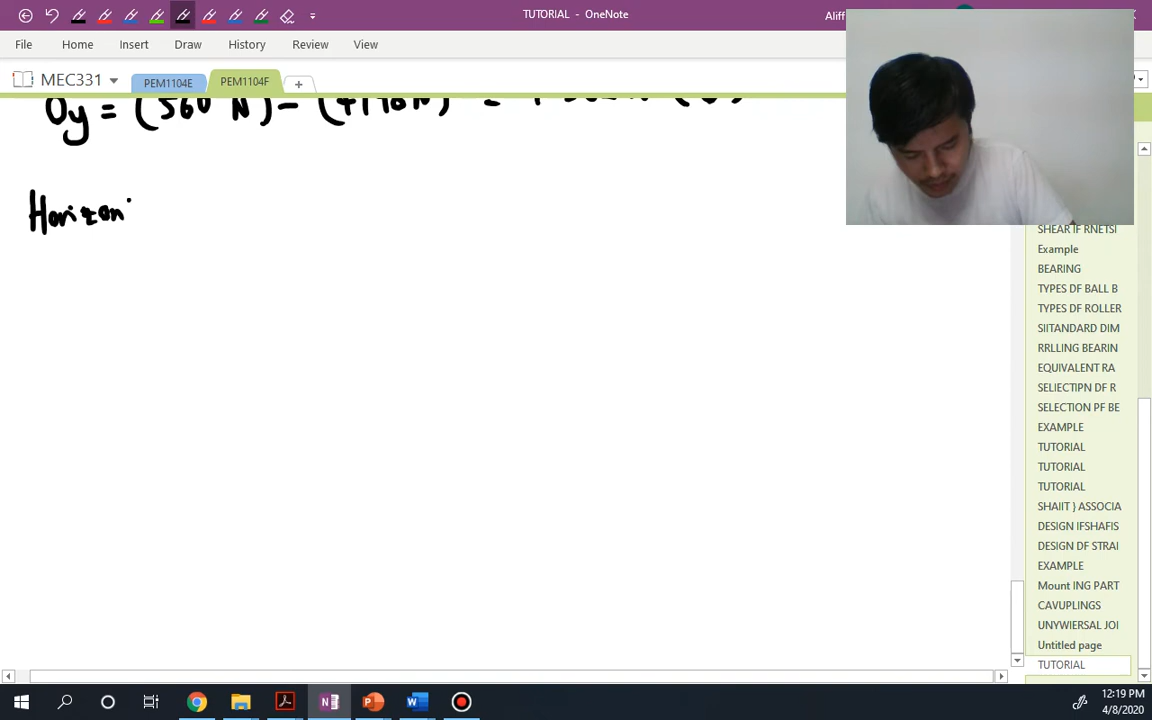 TUTORIAL - OneNote
Aliff
File Home Insert Draw History Review View
MEC331 PEM1104E PEM1104F
Oy = (560 N) - (4148N) =
Horizon
SHEAR IF RNETSI
Example
BEARING
TYPES DF BALL B
TYPES DF ROLLER
SIITANDARD DIM
RRLLING BEARIN
EQUIVALENT RA
SELIECTIPN DF R
SELECTION PF BE
EXAMPLE
TUTORIAL
TUTORIAL
TUTORIAL
SHAIIT } ASSOCIA
DESIGN IFSHAFIS
DESIGN DF STRAI
EXAMPLE
Mount ING PART
CAVUPLINGS
UNYWIERSAL JOI
Untitled page
TUTORIAL
12:19 PM
4/8/2020